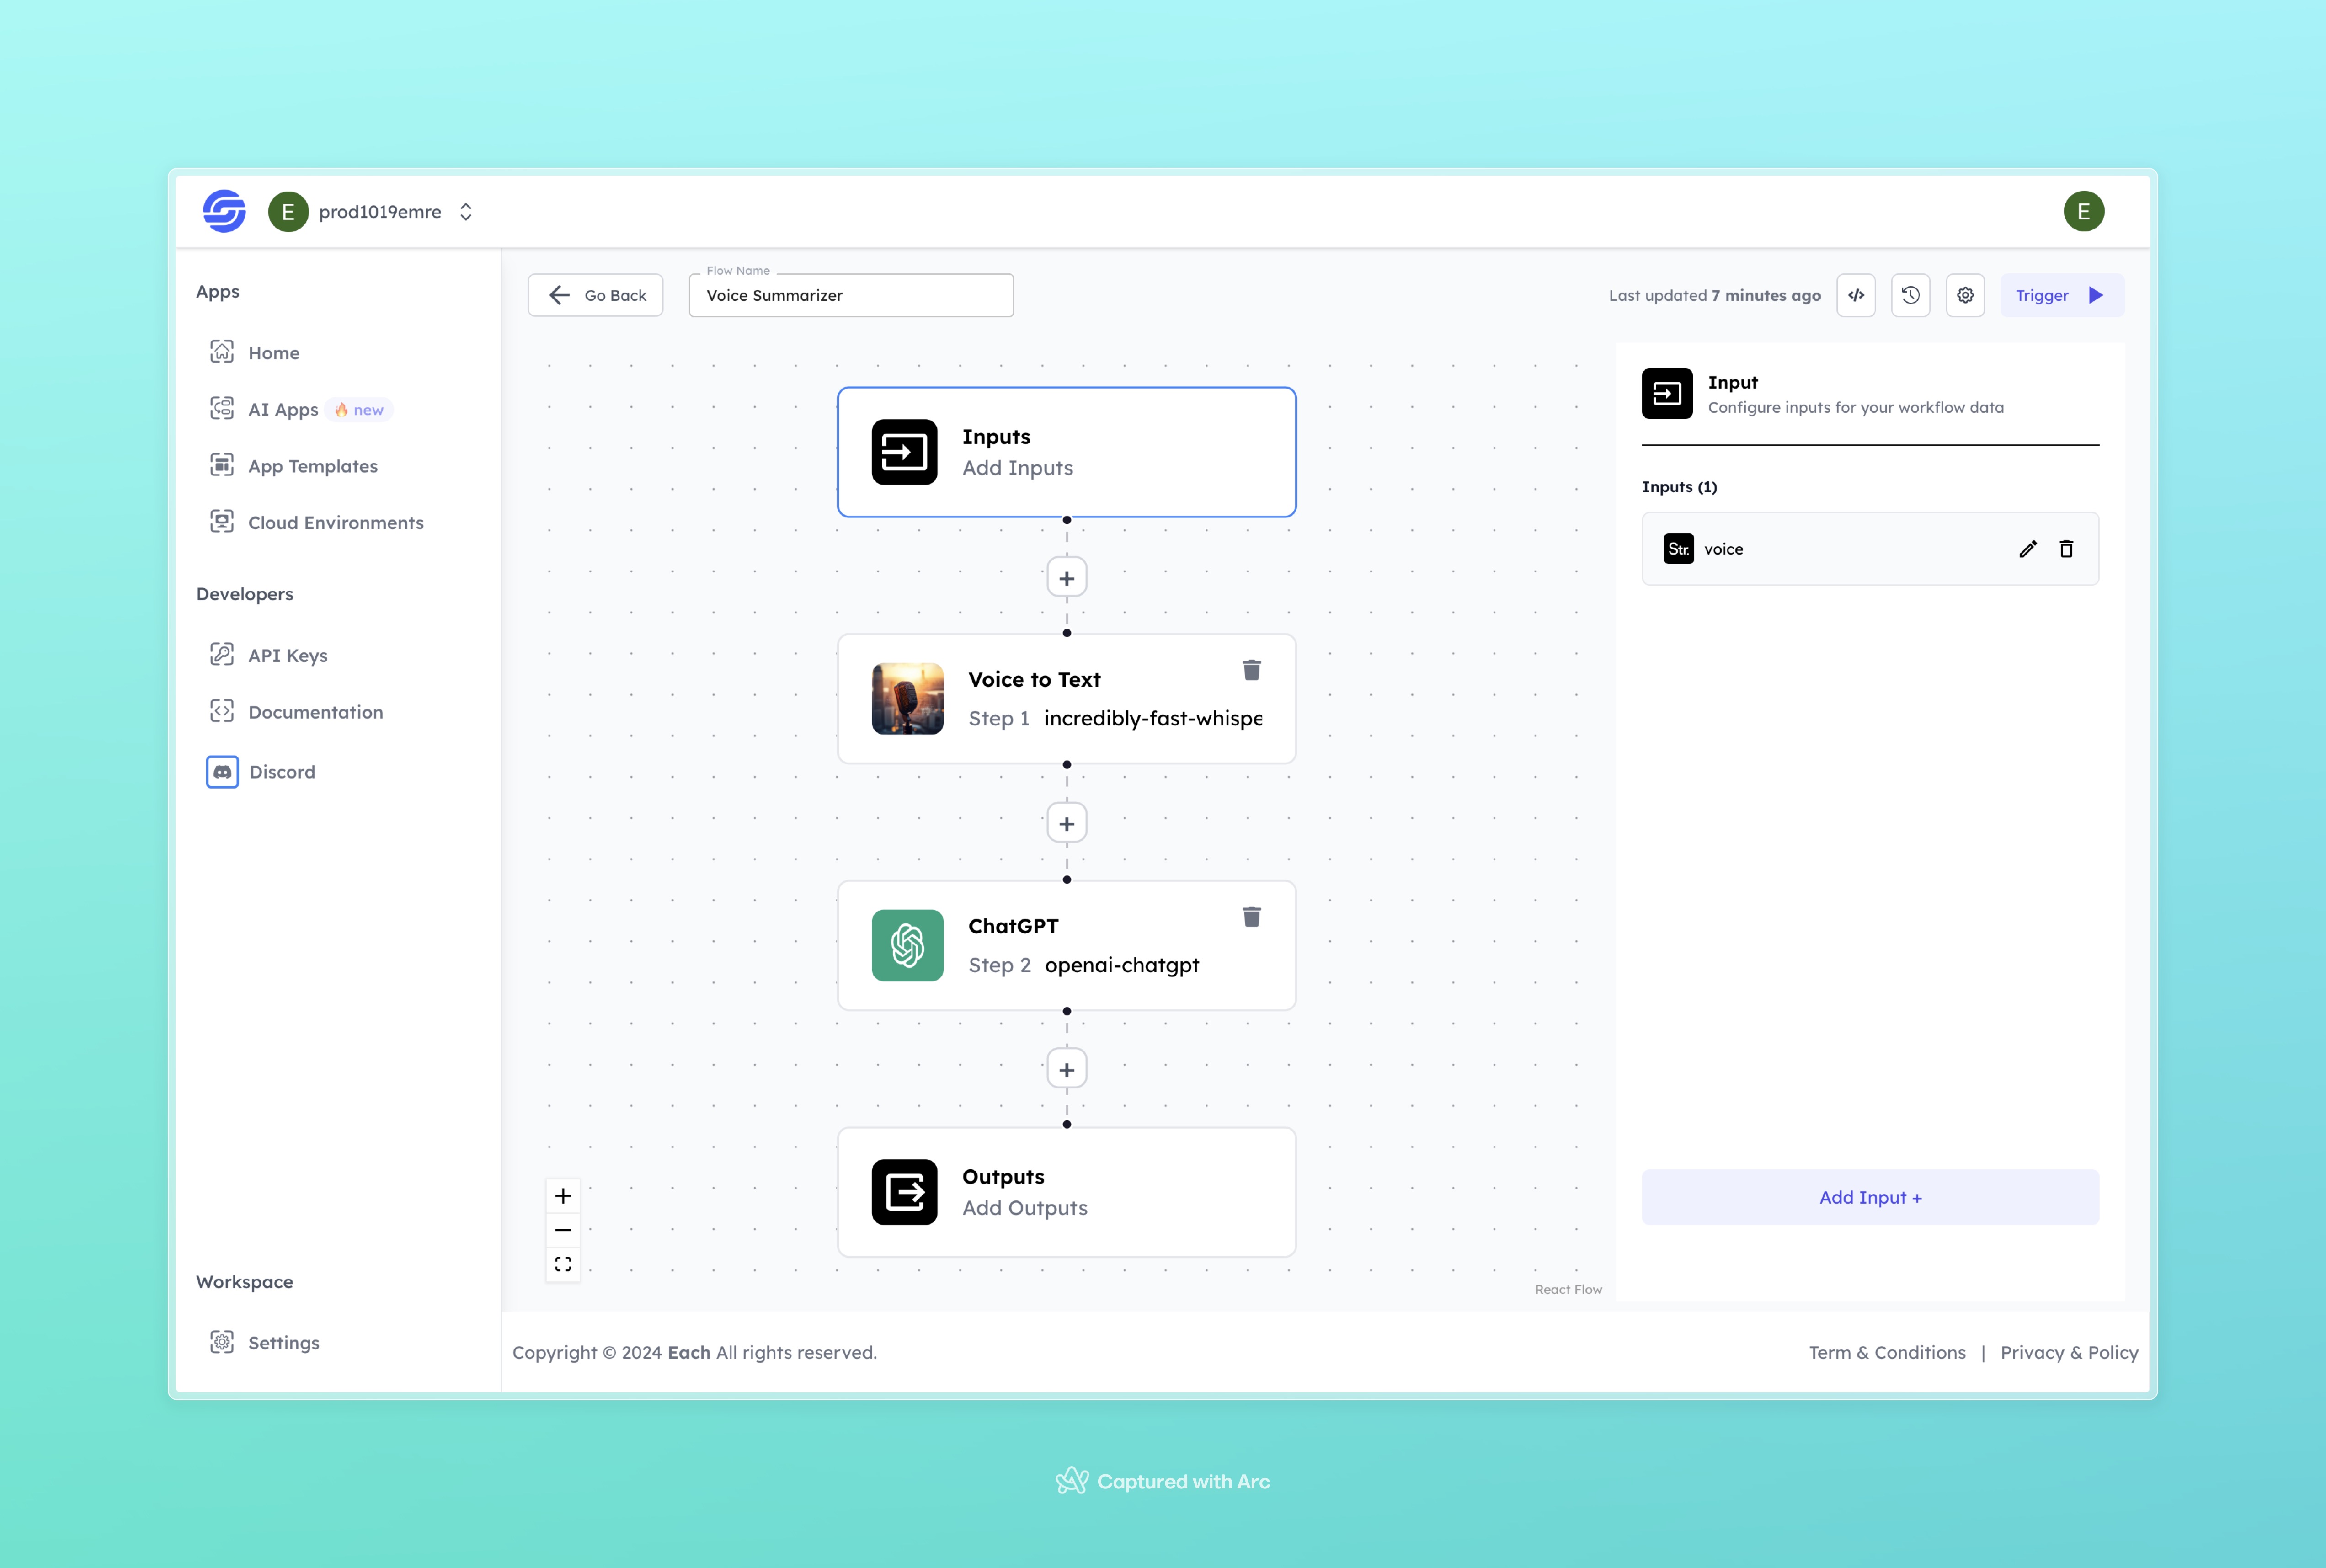 E prod1019emre
E
Apps
Home
AI Apps 🔥 new
App Templates
Cloud Environments
Developers
API Keys
Documentation
Discord
Workspace
Settings
Go Back
Flow Name
Voice Summarizer
Last updated 7 minutes ago
Trigger
Inputs
Add Inputs
+
Voice to Text
Step 1 incredibly-fast-whispe
+
ChatGPT
Step 2 openai-chatgpt
+
Outputs
Add Outputs
React Flow
Input
Configure inputs for your workflow data
Inputs (1)
Str. voice
Add Input +
Copyright © 2024 Each All rights reserved.
Term & Conditions | Privacy & Policy
Captured with Arc